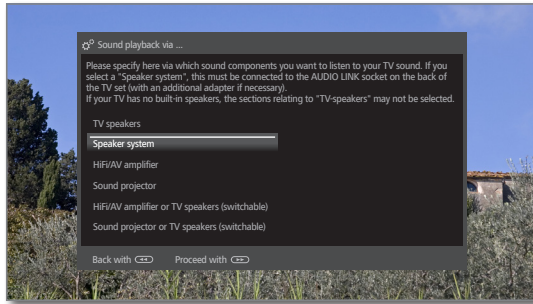 Sound playback via ...
Please specify here via which sound components you want to listen to your TV sound. If you
select a "Speaker system", this must be connected to the AUDIO LINK socket on the back of
the TV set (with an additional adapter if necessary).
If your TV has no built-in speakers, the sections relating to "TV-speakers" may not be selected.
TV speakers
Speaker system
HiFi/AV amplifier
Sound projector
HiFi/AV amplifier or TV speakers (switchable)
Sound projector or TV speakers (switchable)
Back with Proceed with